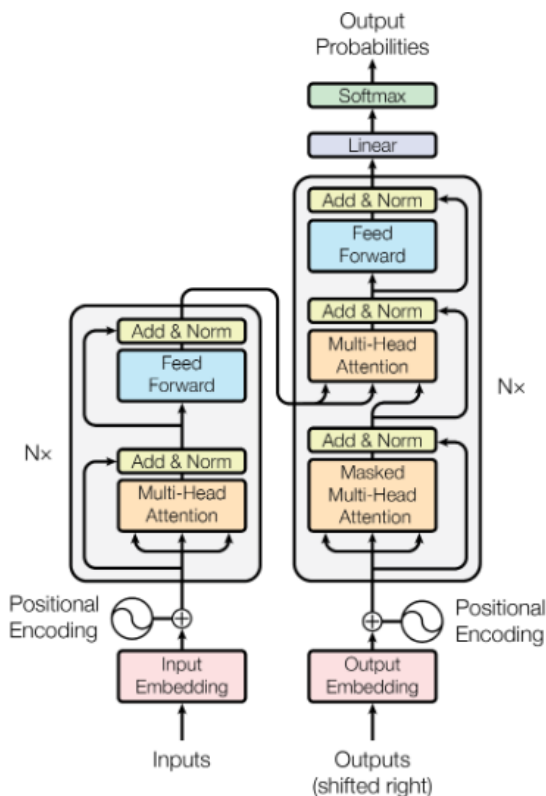 Output
Probabilities
Softmax
Linear
Add & Norm
Feed
Forward
Add & Norm
Multi-Head
Attention
Add & Norm
Masked
Multi-Head
Attention
N×
Add & Norm
Feed
Forward
Add & Norm
Multi-Head
Attention
N×
Positional
Encoding
Positional
Encoding
Input
Embedding
Output
Embedding
Inputs
Outputs
(shifted right)